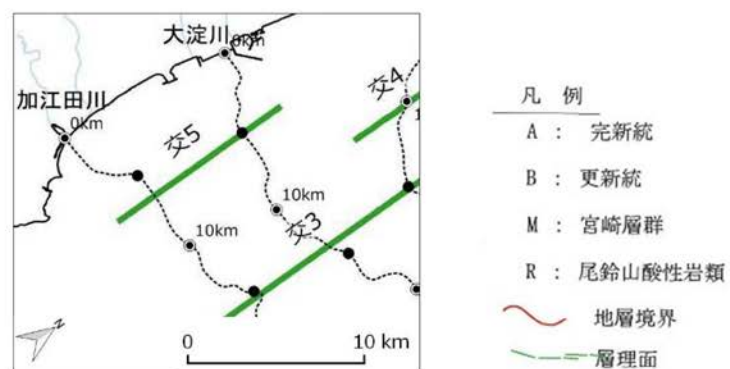 大淀川
0km
交4
加江田川
0km
交5
10km
交3
10km
N
0
10 km
凡 例
A : 完新統
B : 更新統
M : 宮崎層群
R : 尾鈴山酸性岩類
地層境界
層理面